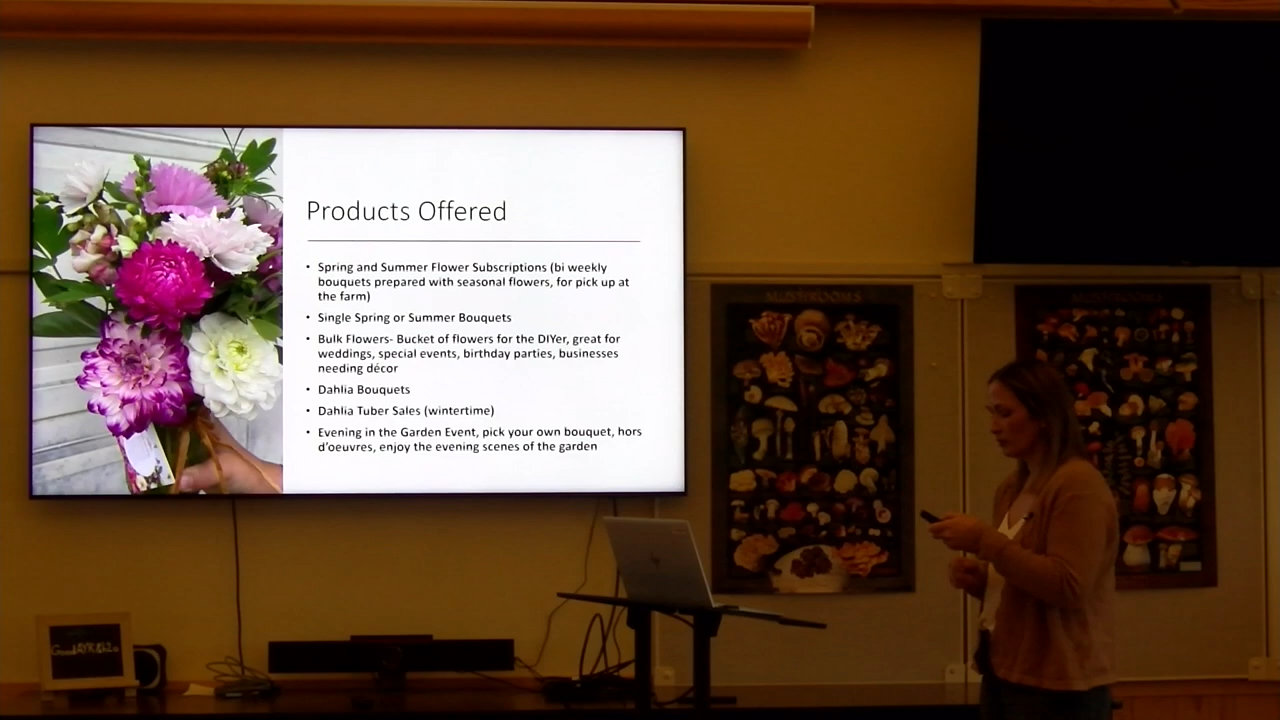 Products Offered
• Spring and Summer Flower Subscriptions (bi weekly
bouquets prepared with seasonal flowers, for pick up at
the farm)
• Single Spring or Summer Bouquets
• Bulk Flowers- Bucket of flowers for the DIYer, great for
weddings, special events, birthday parties, businesses
needing décor
• Dahlia Bouquets
• Dahlia Tuber Sales (wintertime)
• Evening in the Garden Event, pick your own bouquet, hors
d'oeuvres, enjoy the evening scenes of the garden
MUSHROOMS
MUSHROOMS